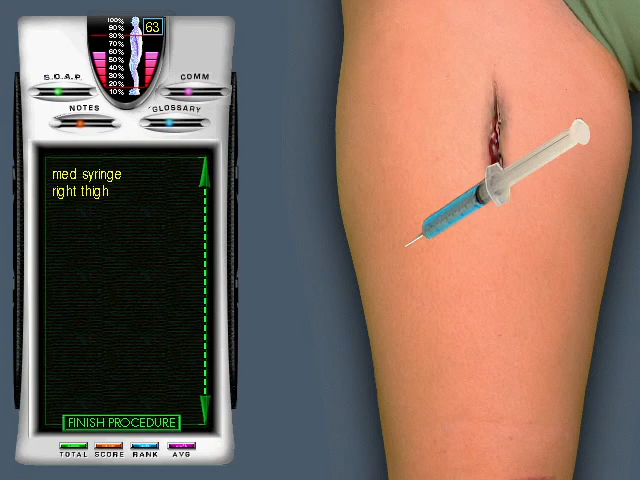 100%
90%
80%
70%
60%
50%
40%
30%
20%
10%
63
S.O.A.P.
COMM
NOTES
GLOSSARY
med syringe
right thigh
FINISH PROCEDURE
TOTAL SCORE RANK AVG